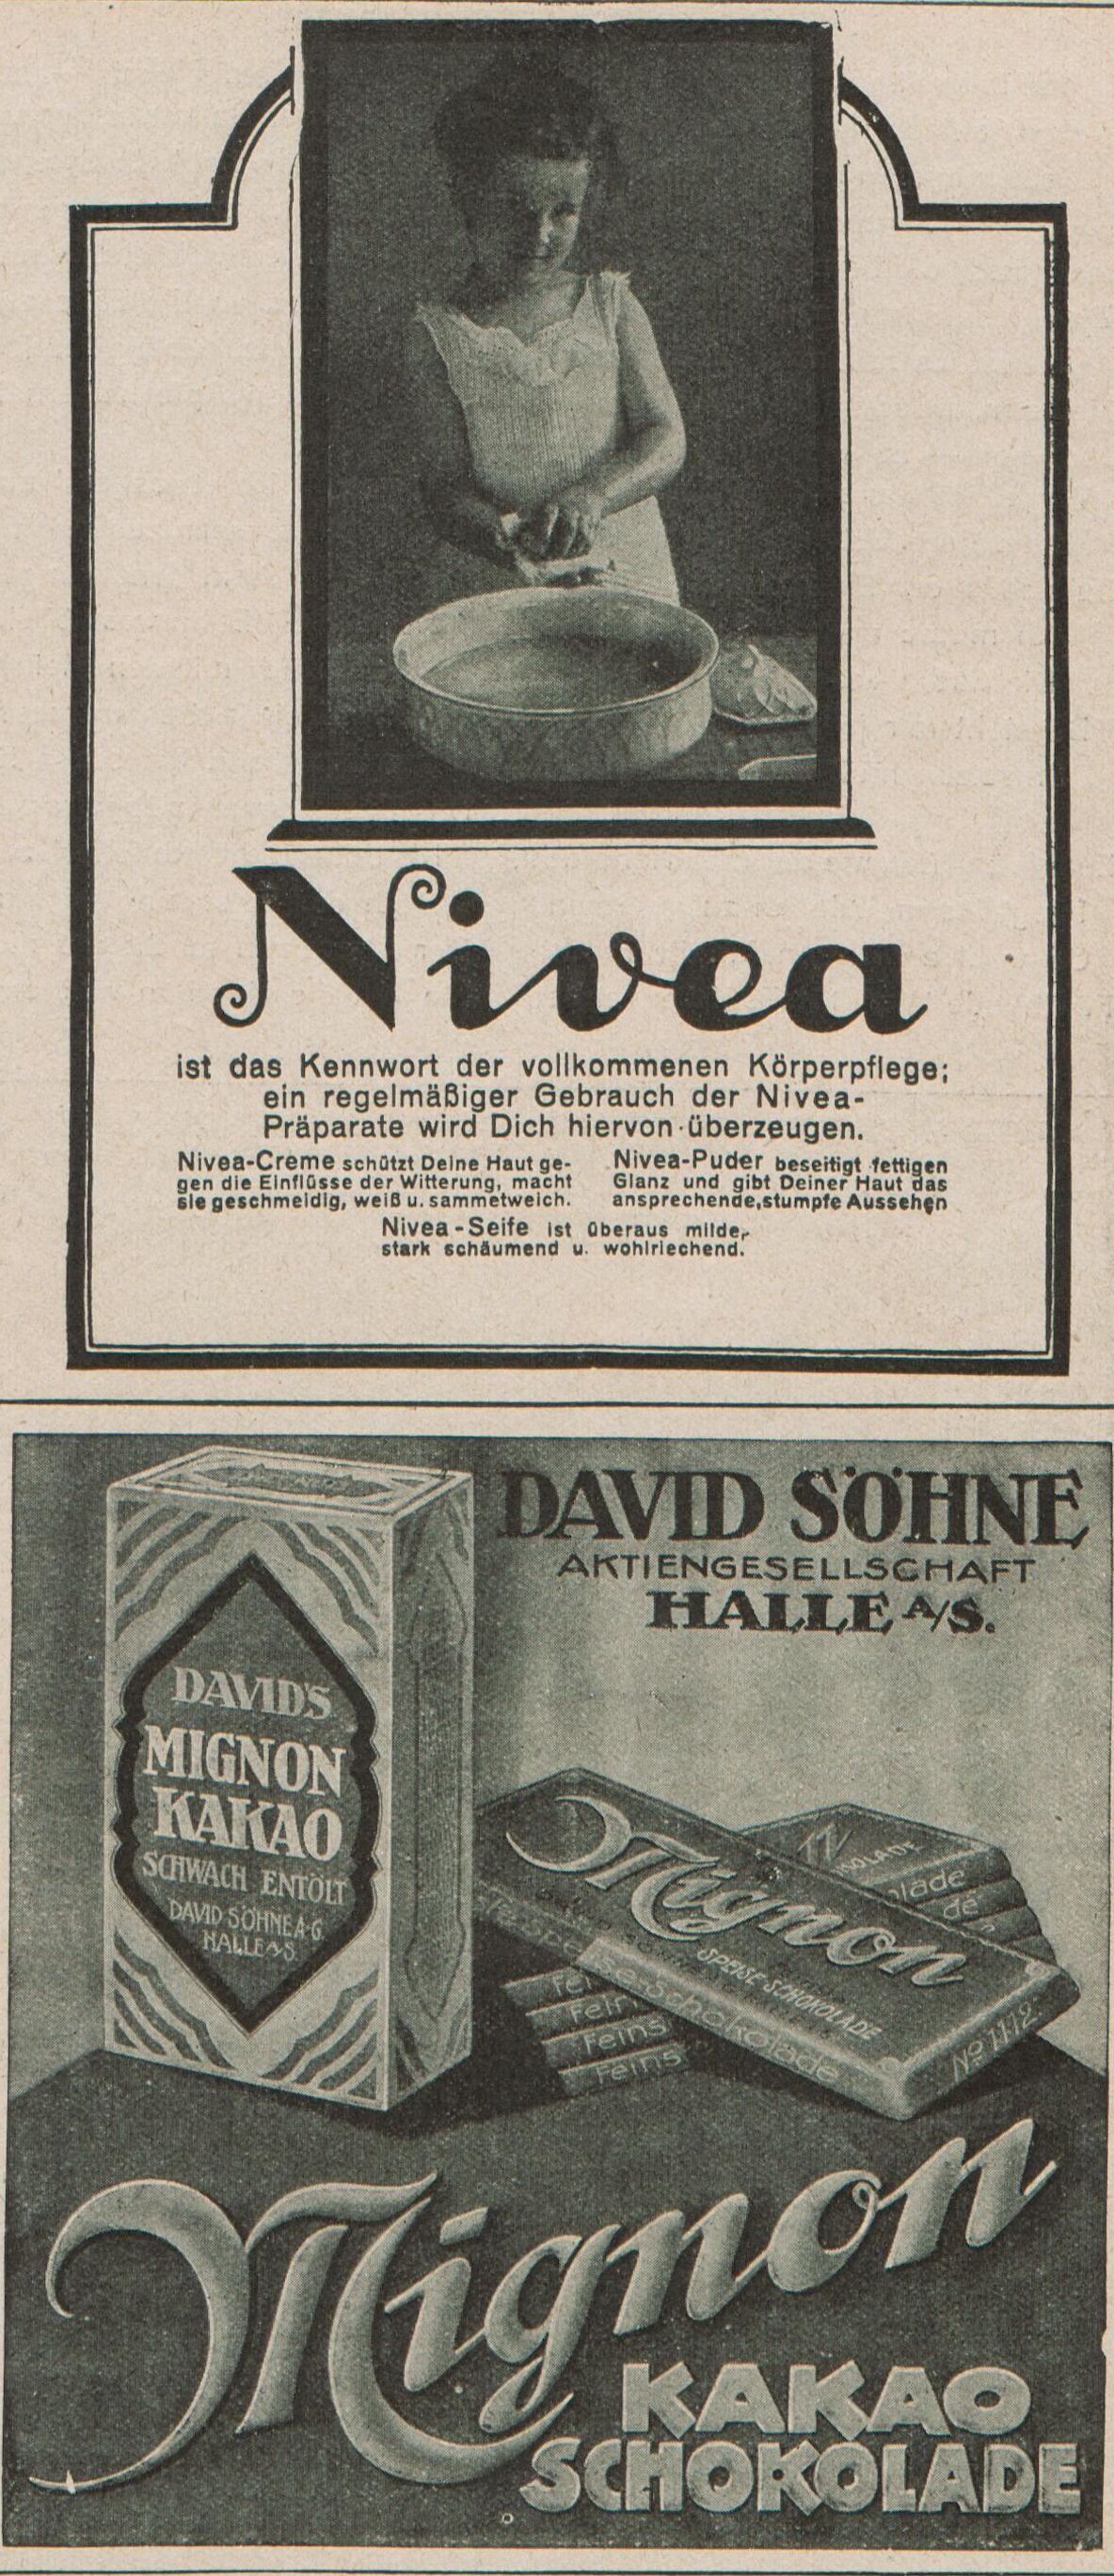 Nivea
ist das Kennwort der vollkommenen Körperpflege;
ein regelmäßiger Gebrauch der Nivea-
Präparate wird Dich hiervon überzeugen.
Nivea-Creme schützt Deine Haut ge-
gen die Einflüsse der Witterung, macht
sie geschmeidig, weiß u. sammetweich.
Nivea-Puder beseitigt fettigen
Glanz und gibt Deiner Haut das
ansprechende, stumpfe Aussehen
Nivea-Seife ist überaus milde,
stark schäumend u. wohlriechend.
DAVID SÖHNE
AKTIENGESELLSCHAFT
HALLE A/S.
DAVID'S
MIGNON
KAKAO
SCHWACH ENTÖLT
DAVID SÖHNE A·G.
HALLE A/S
Mignon
SPEISE-SCHOKOLADE
No 1112
Feins
Feins
Mignon
KAKAO
SCHOKOLADE